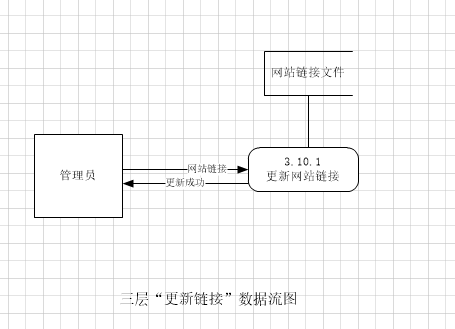 网站链接文件
3.10.1
更新网站链接
管理员
网站链接
更新成功
三层“更新链接”数据流图